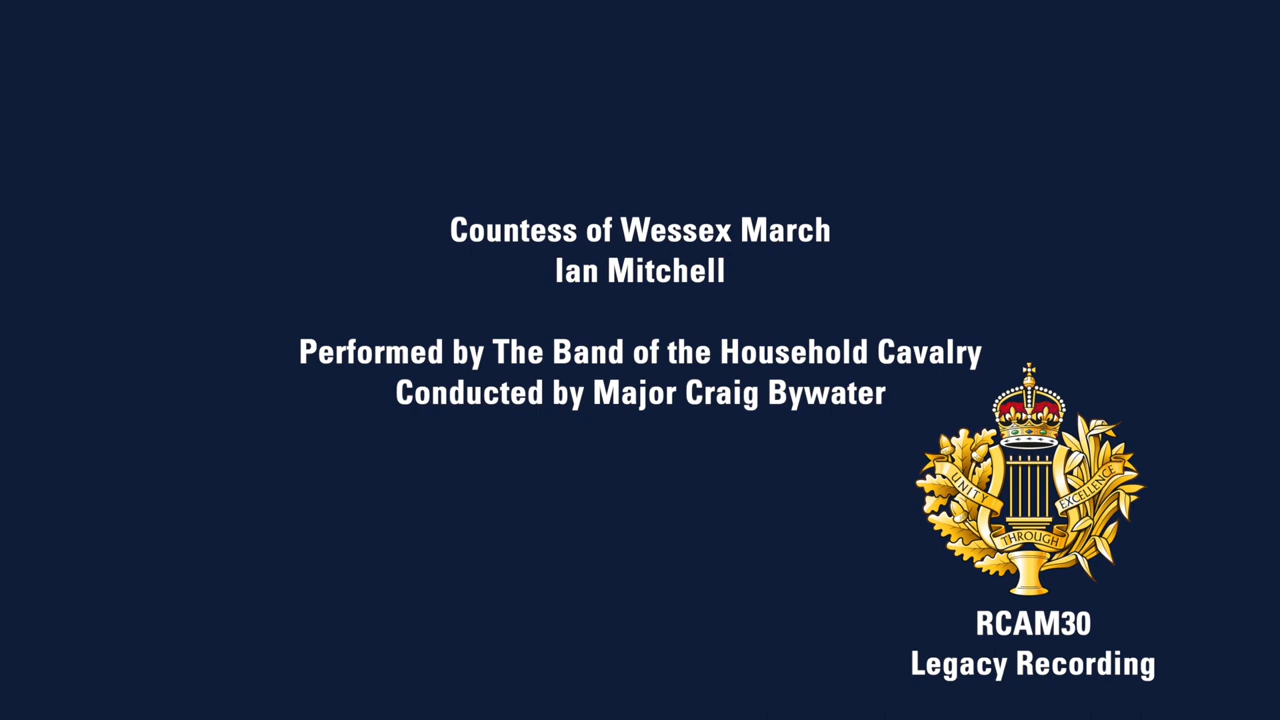 Countess of Wessex March
Ian Mitchell
Performed by The Band of the Household Cavalry
Conducted by Major Craig Bywater
UNITY
THROUGH
EXCELLENCE
RCAM30
Legacy Recording